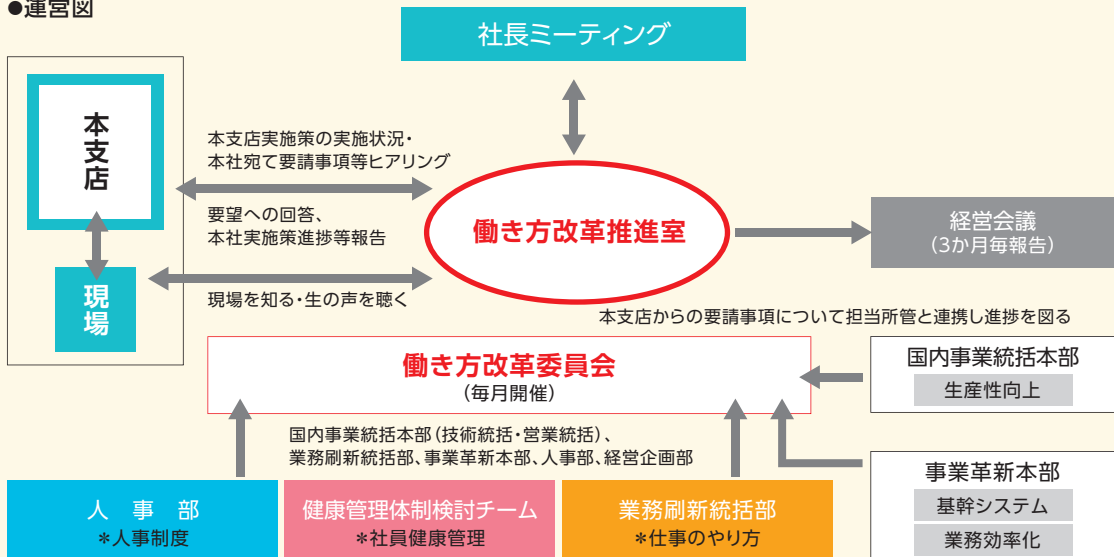 ●運営図
社長ミーティング
本支店
本支店実施策の実施状況・
本社宛て要請事項等ヒアリング
要望への回答、
本社実施策進捗等報告
働き方改革推進室
経営会議
(3か月毎報告)
現場
現場を知る・生の声を聴く
本支店からの要請事項について担当所管と連携し進捗を図る
働き方改革委員会
(毎月開催)
国内事業統括本部
生産性向上
国内事業統括本部(技術統括・営業統括)、
業務刷新統括部、事業革新本部、人事部、経営企画部
事業革新本部
基幹システム
業務効率化
人 事 部
*人事制度
健康管理体制検討チーム
*社員健康管理
業務刷新統括部
*仕事のやり方